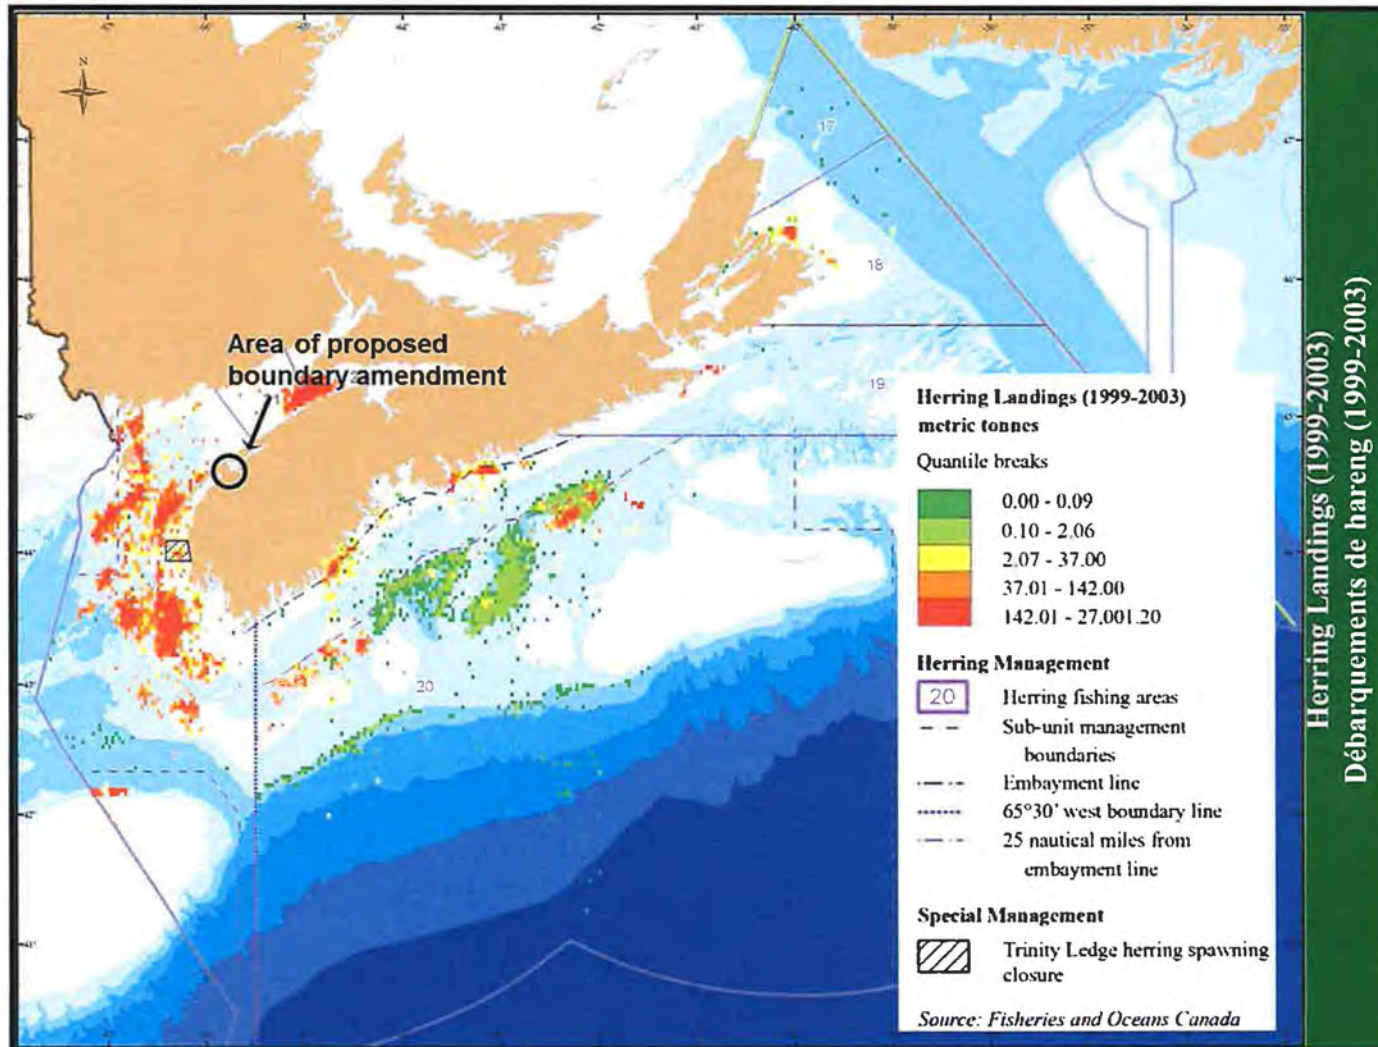 N
17
18
19
20
Area of proposed
boundary amendment
Herring Landings (1999-2003)
metric tonnes
Quantile breaks
0.00 - 0.09
0.10 - 2.06
2.07 - 37.00
37.01 - 142.00
142.01 - 27,001.20
Herring Management
20 Herring fishing areas
Sub-unit management
boundaries
Embayment line
65°30' west boundary line
25 nautical miles from
embayment line
Special Management
Trinity Ledge herring spawning
closure
Source: Fisheries and Oceans Canada
Herring Landings (1999-2003)
Débarquements de hareng (1999-2003)